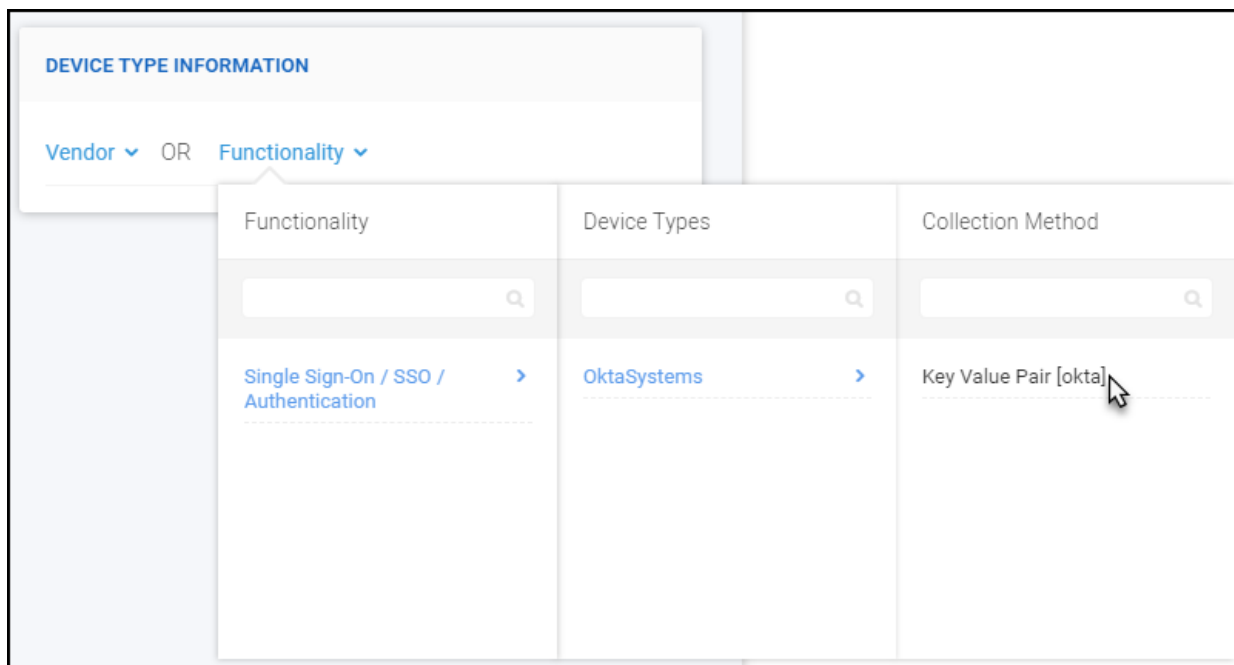 DEVICE TYPE INFORMATION
Vendor OR Functionality
Functionality Device Types Collection Method
Single Sign-On / SSO / OktaSystems Key Value Pair [okta]
Authentication